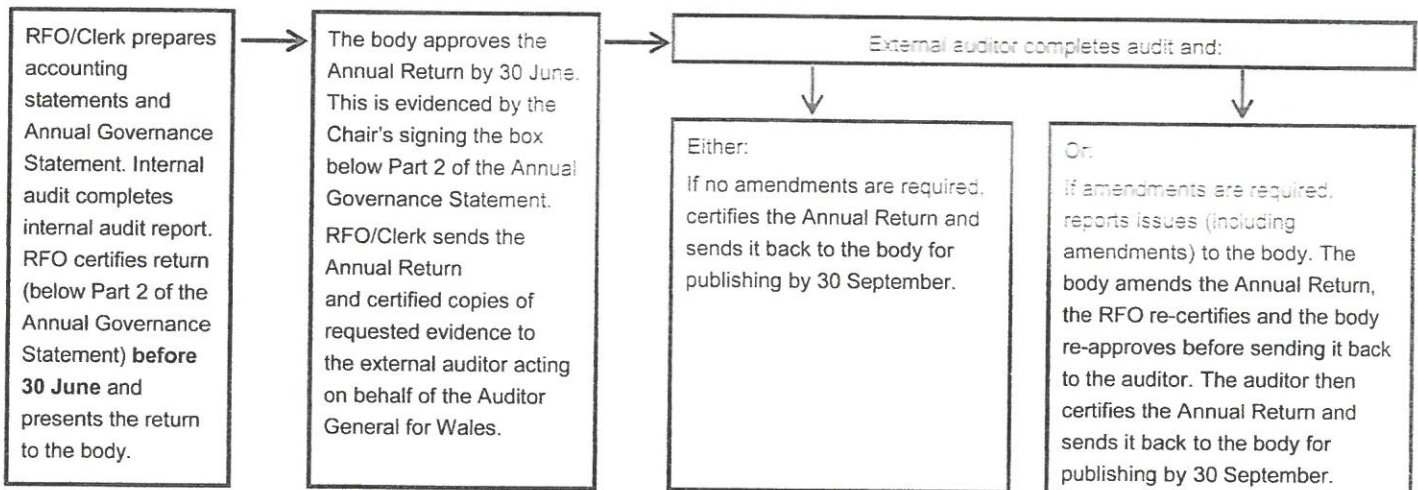 RFO/Clerk prepares
accounting
statements and
Annual Governance
Statement. Internal
audit completes
internal audit report.
RFO certifies return
(below Part 2 of the
Annual Governance
Statement) before
30 June and
presents the return
to the body.
The body approves the
Annual Return by 30 June.
This is evidenced by the
Chair's signing the box
below Part 2 of the Annual
Governance Statement.
RFO/Clerk sends the
Annual Return
and certified copies of
requested evidence to
the external auditor acting
on behalf of the Auditor
General for Wales.
External auditor completes audit and:
Either:
If no amendments are required,
certifies the Annual Return and
sends it back to the body for
publishing by 30 September.
Or:
If amendments are required,
reports issues (including
amendments) to the body. The
body amends the Annual Return,
the RFO re-certifies and the body
re-approves before sending it back
to the auditor. The auditor then
certifies the Annual Return and
sends it back to the body for
publishing by 30 September.